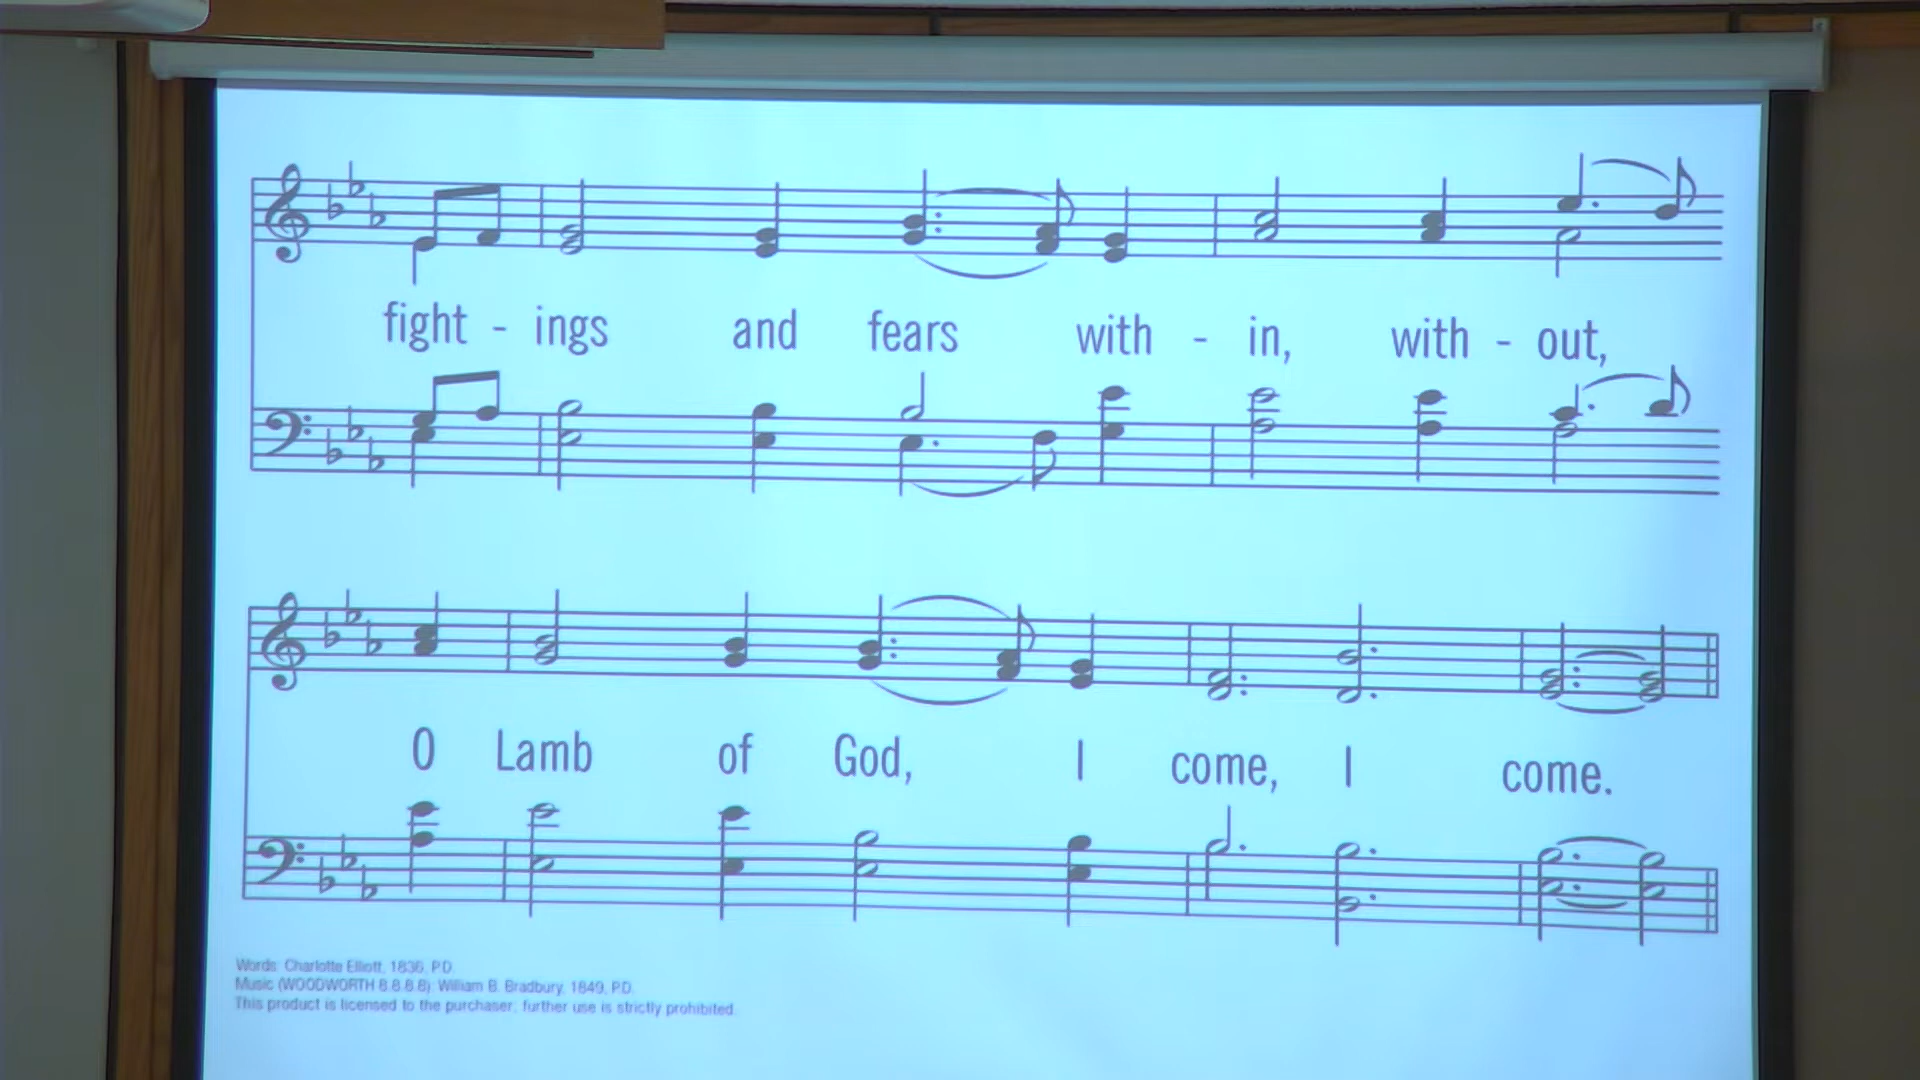 fight - ings and fears with - in, with - out,
O Lamb of God, I come, I come.
Words: Charlotte Elliott, 1836, P.D.
Music (WOODWORTH 8.8.8.8): William B. Bradbury, 1849, P.D.
This product is licensed to the purchaser; further use is strictly prohibited.